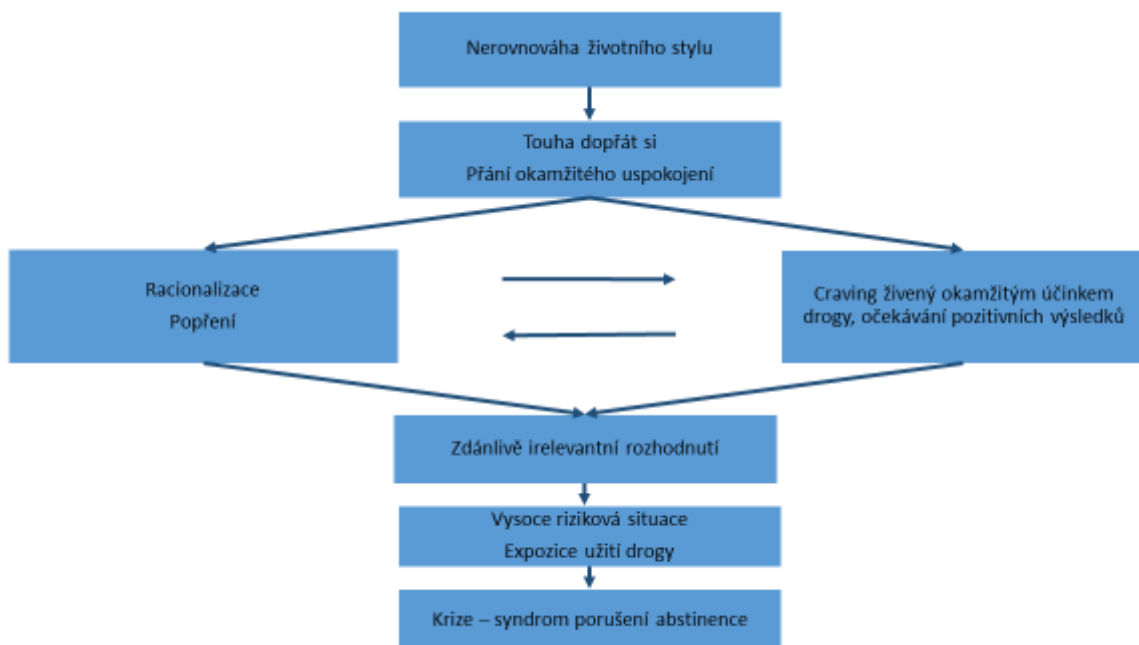 Nerovnováha životního stylu
Touha dopřát si
Přání okamžitého uspokojení
Racionalizace
Popření
Craving živený okamžitým účinkem
drogy, očekávání pozitivních výsledků
Zdánlivě irelevantní rozhodnutí
Vysoce riziková situace
Expozice užití drogy
Krize – syndrom porušení abstinence